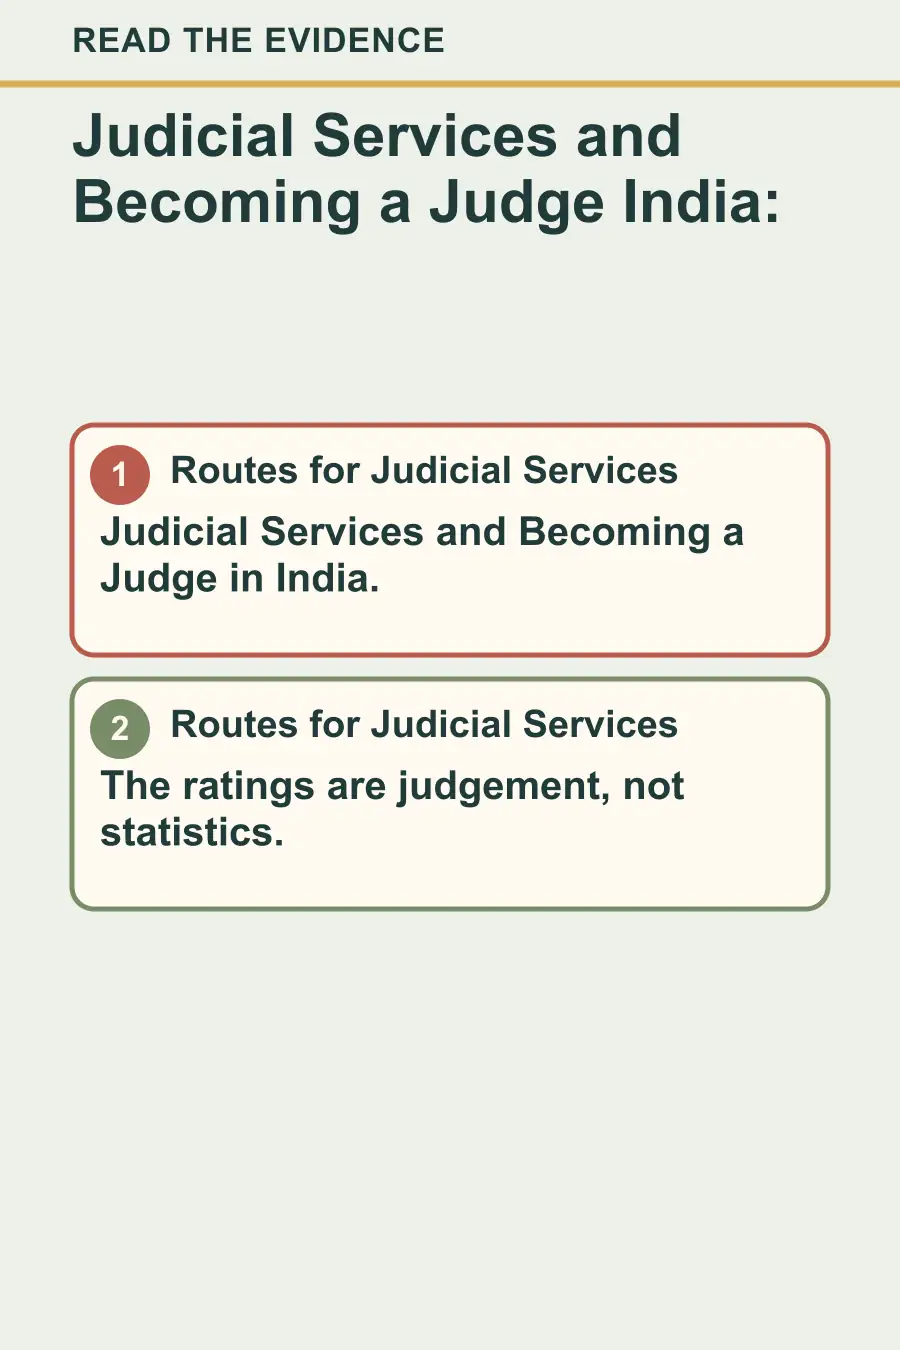 READ THE EVIDENCE
Judicial Services and
Becoming a Judge India:
1 Routes for Judicial Services
Judicial Services and Becoming a
Judge in India.
2 Routes for Judicial Services
The ratings are judgement, not
statistics.